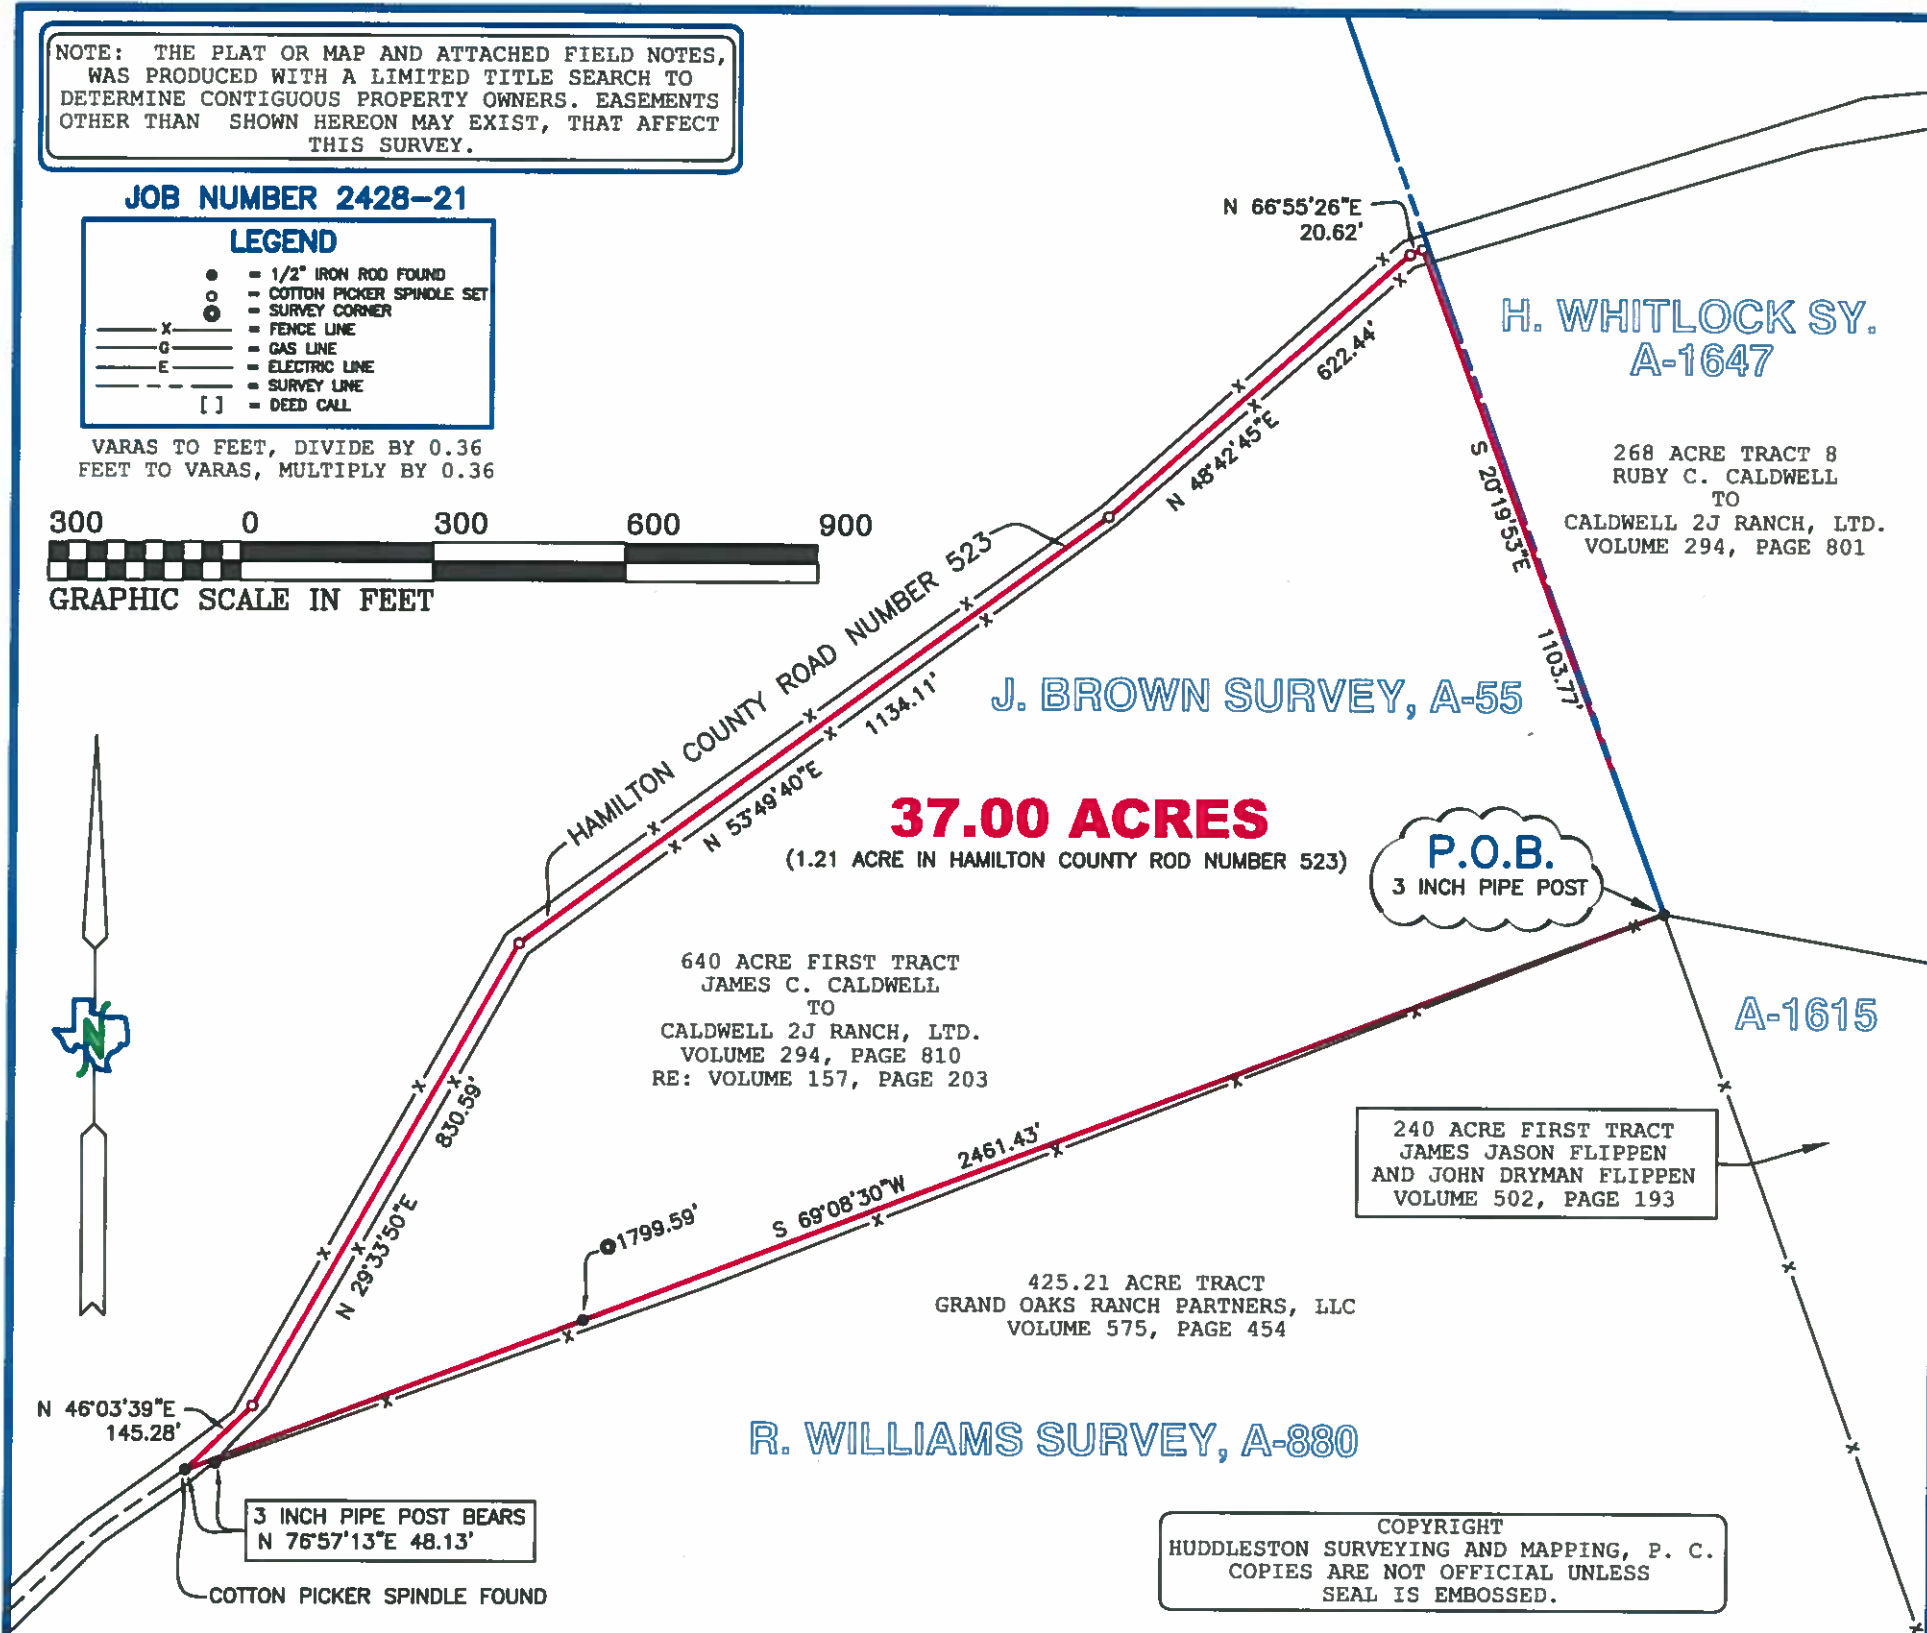 NOTE: THE PLAT OR MAP AND ATTACHED FIELD NOTES,
WAS PRODUCED WITH A LIMITED TITLE SEARCH TO
DETERMINE CONTIGUOUS PROPERTY OWNERS. EASEMENTS
OTHER THAN SHOWN HEREON MAY EXIST, THAT AFFECT
THIS SURVEY.
JOB NUMBER 2428-21
LEGEND
= 1/2" IRON ROD FOUND
= COTTON PICKER SPINDLE SET
= SURVEY CORNER
X = FENCE LINE
G = GAS LINE
E = ELECTRIC LINE
= SURVEY LINE
[ ] = DEED CALL
VARAS TO FEET, DIVIDE BY 0.36
FEET TO VARAS, MULTIPLY BY 0.36
300 0 300 600 900
GRAPHIC SCALE IN FEET
N 66°55'26"E
20.62'
H. WHITLOCK SY.
A-1647
622.44'
N 48°42'45"E
S 20°19'53"E
1103.77'
268 ACRE TRACT 8
RUBY C. CALDWELL
TO
CALDWELL 2J RANCH, LTD.
VOLUME 294, PAGE 801
HAMILTON COUNTY ROAD NUMBER 523
1134.11'
N 53°49'40"E
J. BROWN SURVEY, A-55
37.00 ACRES
(1.21 ACRE IN HAMILTON COUNTY ROD NUMBER 523)
P.O.B.
3 INCH PIPE POST
640 ACRE FIRST TRACT
JAMES C. CALDWELL
TO
CALDWELL 2J RANCH, LTD.
VOLUME 294, PAGE 810
RE: VOLUME 157, PAGE 203
N
A-1615
830.59'
N 29°33'50"E
2461.43'
S 69°08'30"W
1799.59'
240 ACRE FIRST TRACT
JAMES JASON FLIPPEN
AND JOHN DRYMAN FLIPPEN
VOLUME 502, PAGE 193
425.21 ACRE TRACT
GRAND OAKS RANCH PARTNERS, LLC
VOLUME 575, PAGE 454
N 46°03'39"E
145.28'
R. WILLIAMS SURVEY, A-880
3 INCH PIPE POST BEARS
N 76°57'13"E 48.13'
COTTON PICKER SPINDLE FOUND
COPYRIGHT
HUDDLESTON SURVEYING AND MAPPING, P. C.
COPIES ARE NOT OFFICIAL UNLESS
SEAL IS EMBOSSED.